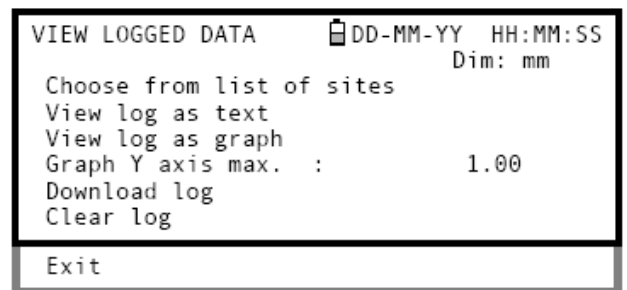 VIEW LOGGED DATA DD-MM-YY HH:MM:SS
Dim: mm
Choose from list of sites
View log as text
View log as graph
Graph Y axis max. : 1.00
Download log
Clear log
Exit